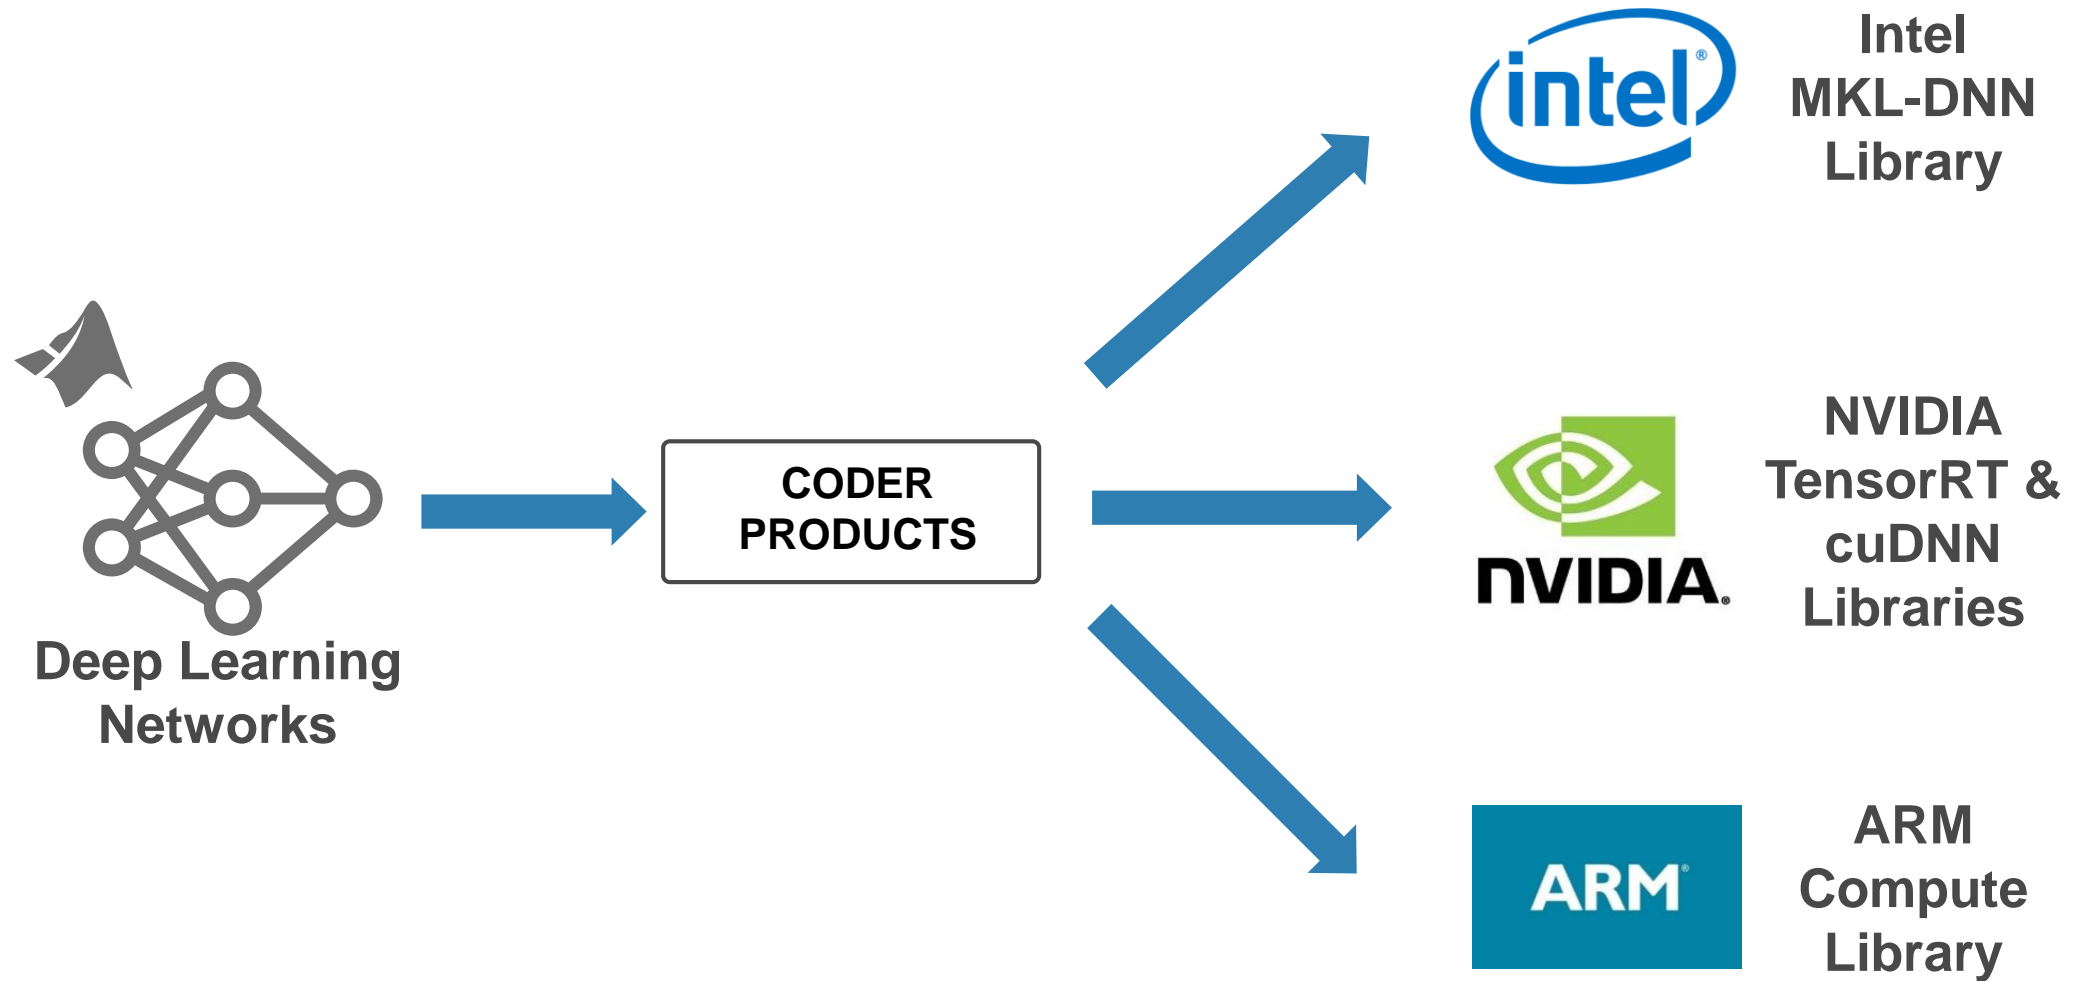 Deep Learning
Networks
CODER
PRODUCTS
intel®
Intel
MKL-DNN
Library
NVIDIA®
NVIDIA
TensorRT &
cuDNN
Libraries
ARM®
ARM
Compute
Library